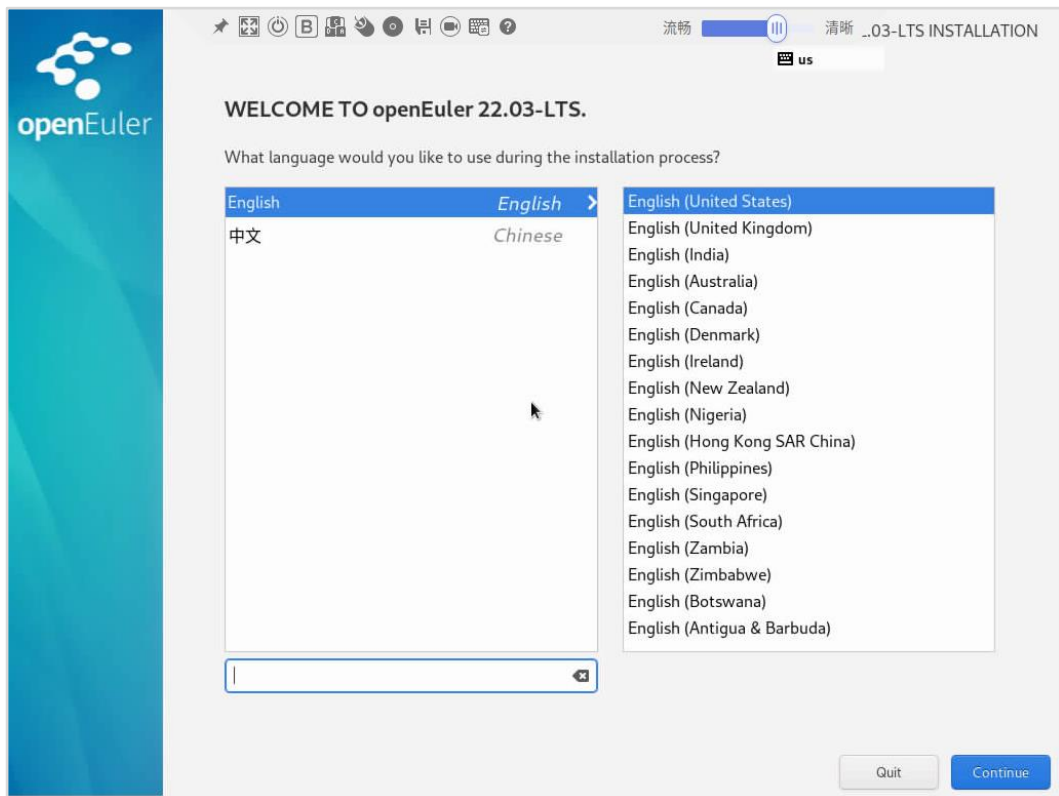 流畅 清晰 ..03-LTS INSTALLATION
us
openEuler
WELCOME TO openEuler 22.03-LTS.
What language would you like to use during the installation process?
English English
中文 Chinese
English (United States)
English (United Kingdom)
English (India)
English (Australia)
English (Canada)
English (Denmark)
English (Ireland)
English (New Zealand)
English (Nigeria)
English (Hong Kong SAR China)
English (Philippines)
English (Singapore)
English (South Africa)
English (Zambia)
English (Zimbabwe)
English (Botswana)
English (Antigua & Barbuda)
Quit Continue